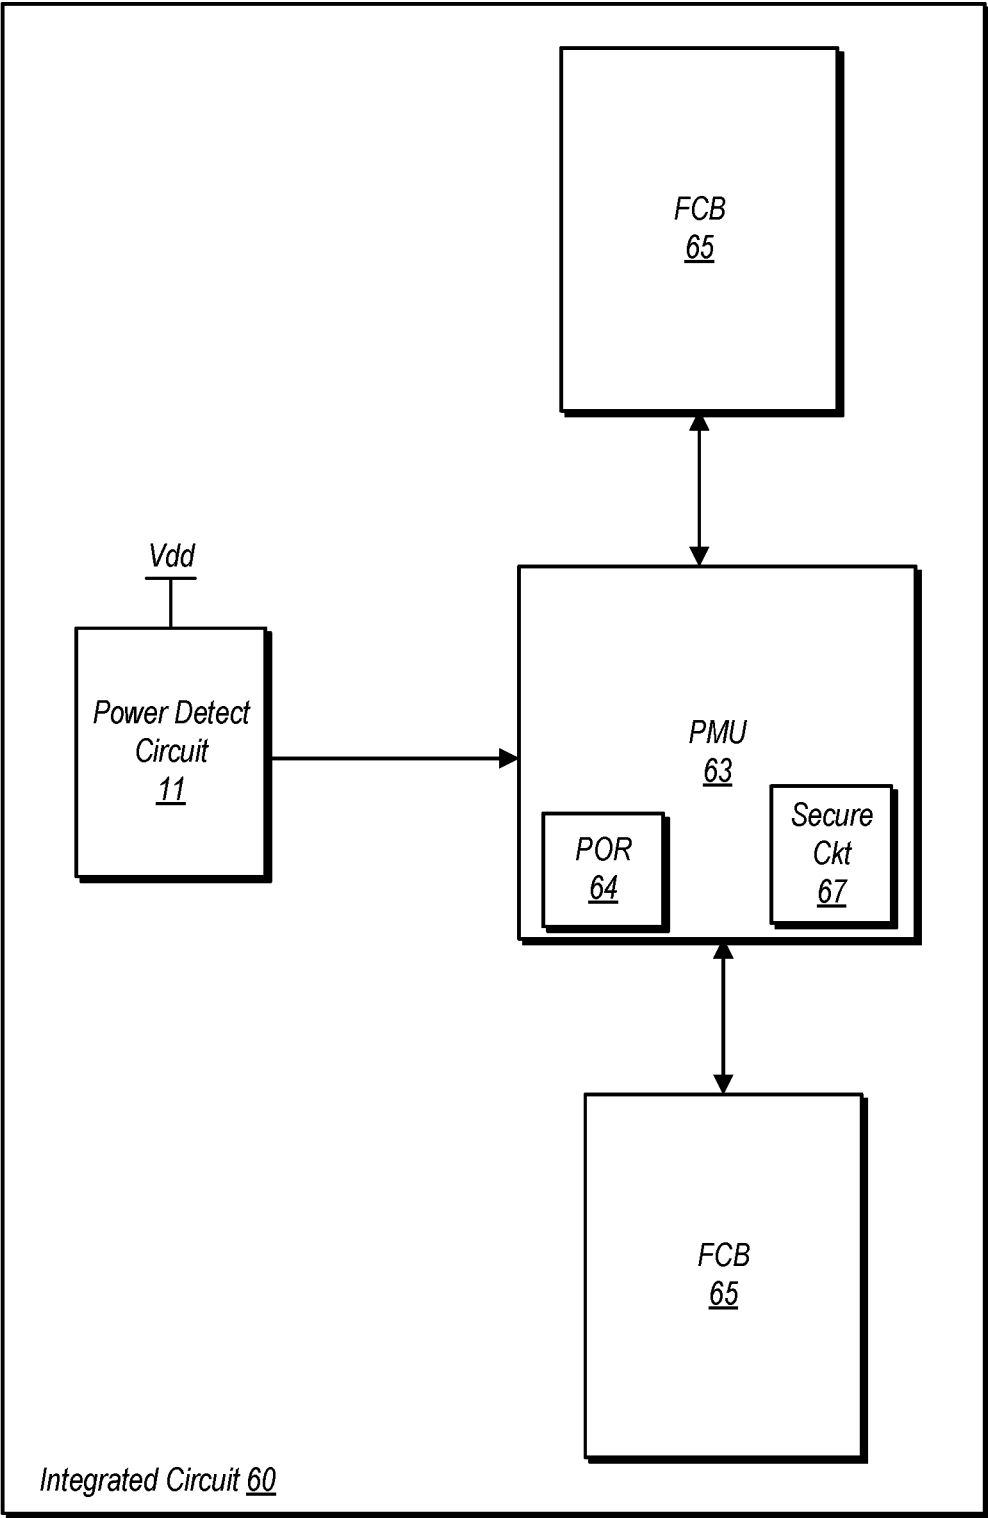 FCB
65
Vdd
Power Detect
Circuit
11
PMU
63
POR
64
Secure
Ckt
67
FCB
65
Integrated Circuit 60